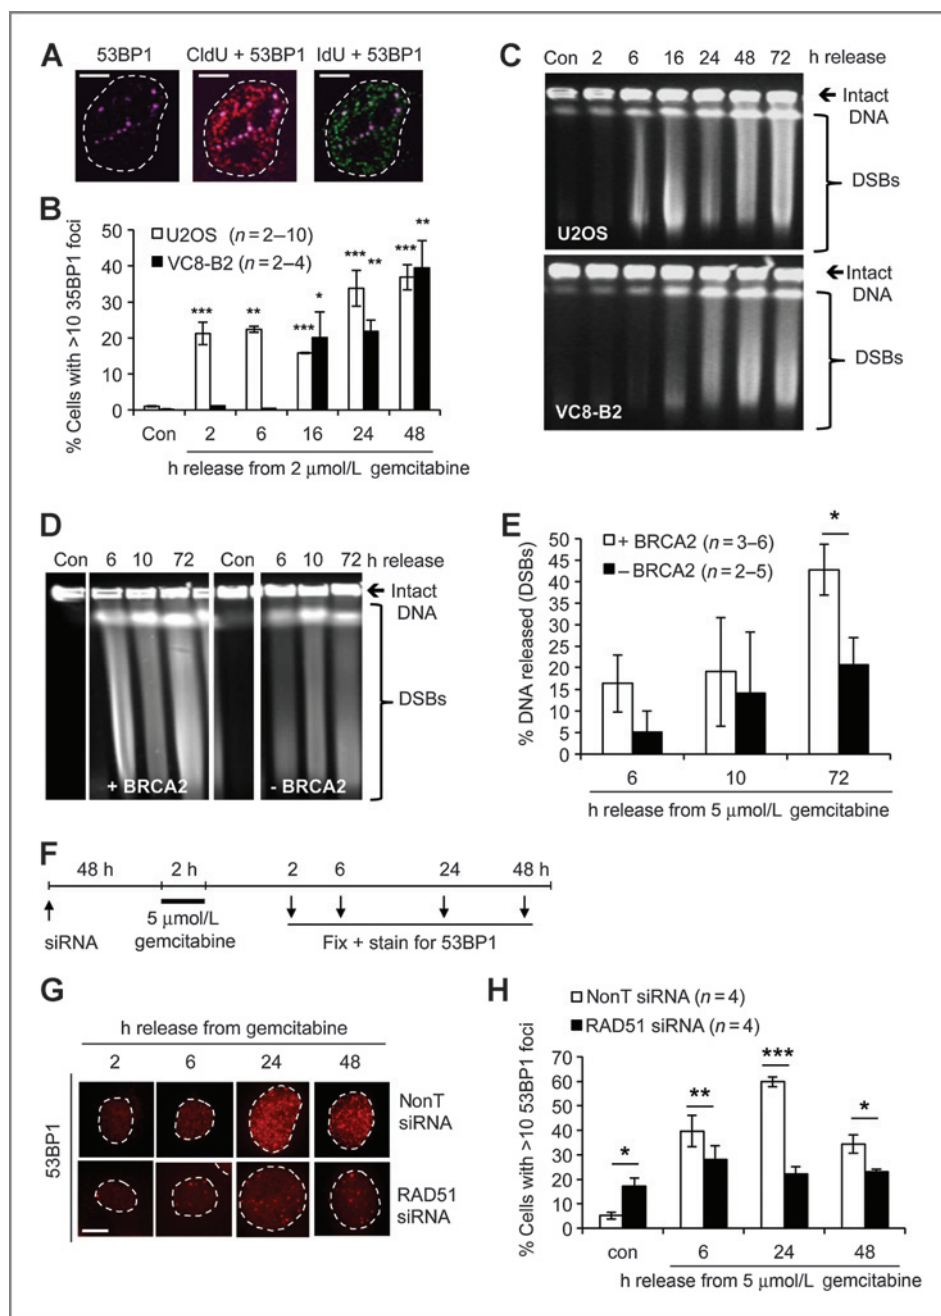 A
53BP1
CldU + 53BP1
IdU + 53BP1
B
% Cells with >10 35BP1 foci
50
40
30
20
10
0
U2OS (n = 2–10)
VC8-B2 (n = 2–4)
***
**
***
*
***
**
***
**
Con 2 6 16 24 48
h release from 2 μmol/L gemcitabine
C
Con 2 6 16 24 48 72 h release
Intact
DNA
DSBs
U2OS
Intact
DNA
DSBs
VC8-B2
D
Con 6 10 72 Con 6 10 72 h release
Intact
DNA
DSBs
+ BRCA2
- BRCA2
E
% DNA released (DSBs)
50
45
40
35
30
25
20
15
10
5
0
+ BRCA2 (n = 3–6)
– BRCA2 (n = 2–5)
*
6 10 72
h release from 5 μmol/L gemcitabine
F
48 h 2 h 2 6 24 48 h
siRNA
5 μmol/L
gemcitabine
Fix + stain for 53BP1
G
h release from gemcitabine
2 6 24 48
53BP1
NonT
siRNA
RAD51
siRNA
H
NonT siRNA (n = 4)
RAD51 siRNA (n = 4)
% Cells with >10 53BP1 foci
70
60
50
40
30
20
10
0
*
**
***
*
con 6 24 48
h release from 5 μmol/L gemcitabine